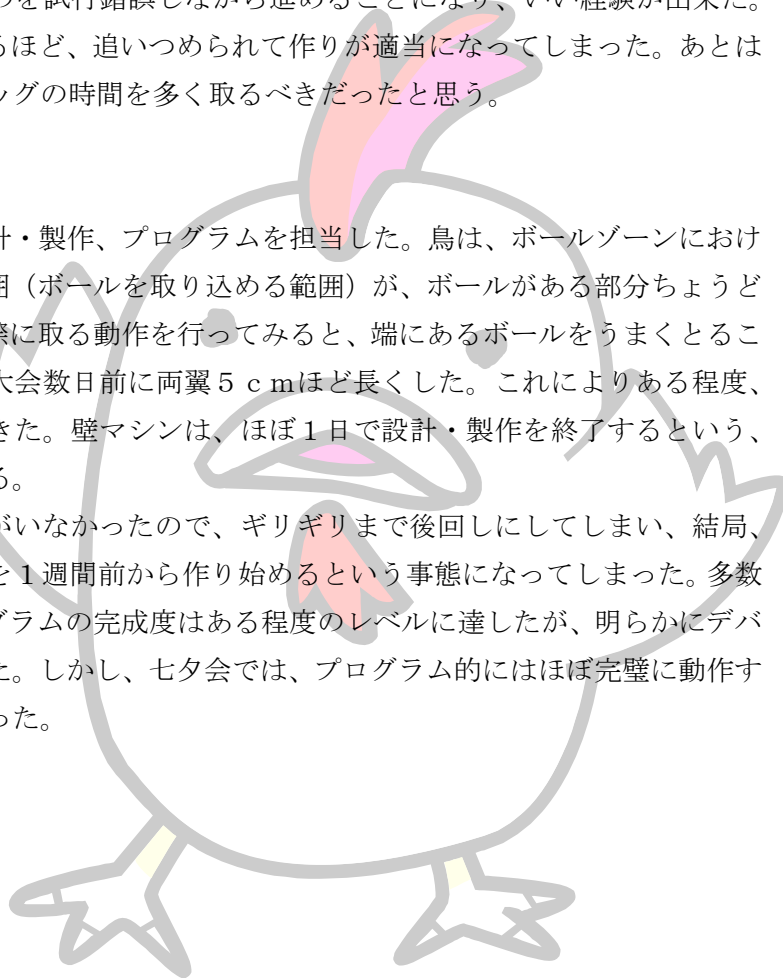 のを試行錯誤しながら進めることになり、いい経験が出来た。
るほど、追いつめられて作りが適当になってしまった。あとは
ッグの時間を多く取るべきだったと思う。
計・製作、プログラムを担当した。鳥は、ボールゾーンにおけ
囲（ボールを取り込める範囲）が、ボールがある部分ちょうど
際に取る動作を行ってみると、端にあるボールをうまくとるこ
大会数日前に両翼５ｃｍほど長くした。これによりある程度、
きた。壁マシンは、ほぼ１日で設計・製作を終了するという、
る。
がいなかったので、ギリギリまで後回しにしてしまい、結局、
を１週間前から作り始めるという事態になってしまった。多数
グラムの完成度はある程度のレベルに達したが、明らかにデバ
た。しかし、七夕会では、プログラム的にはほぼ完璧に動作す
った。